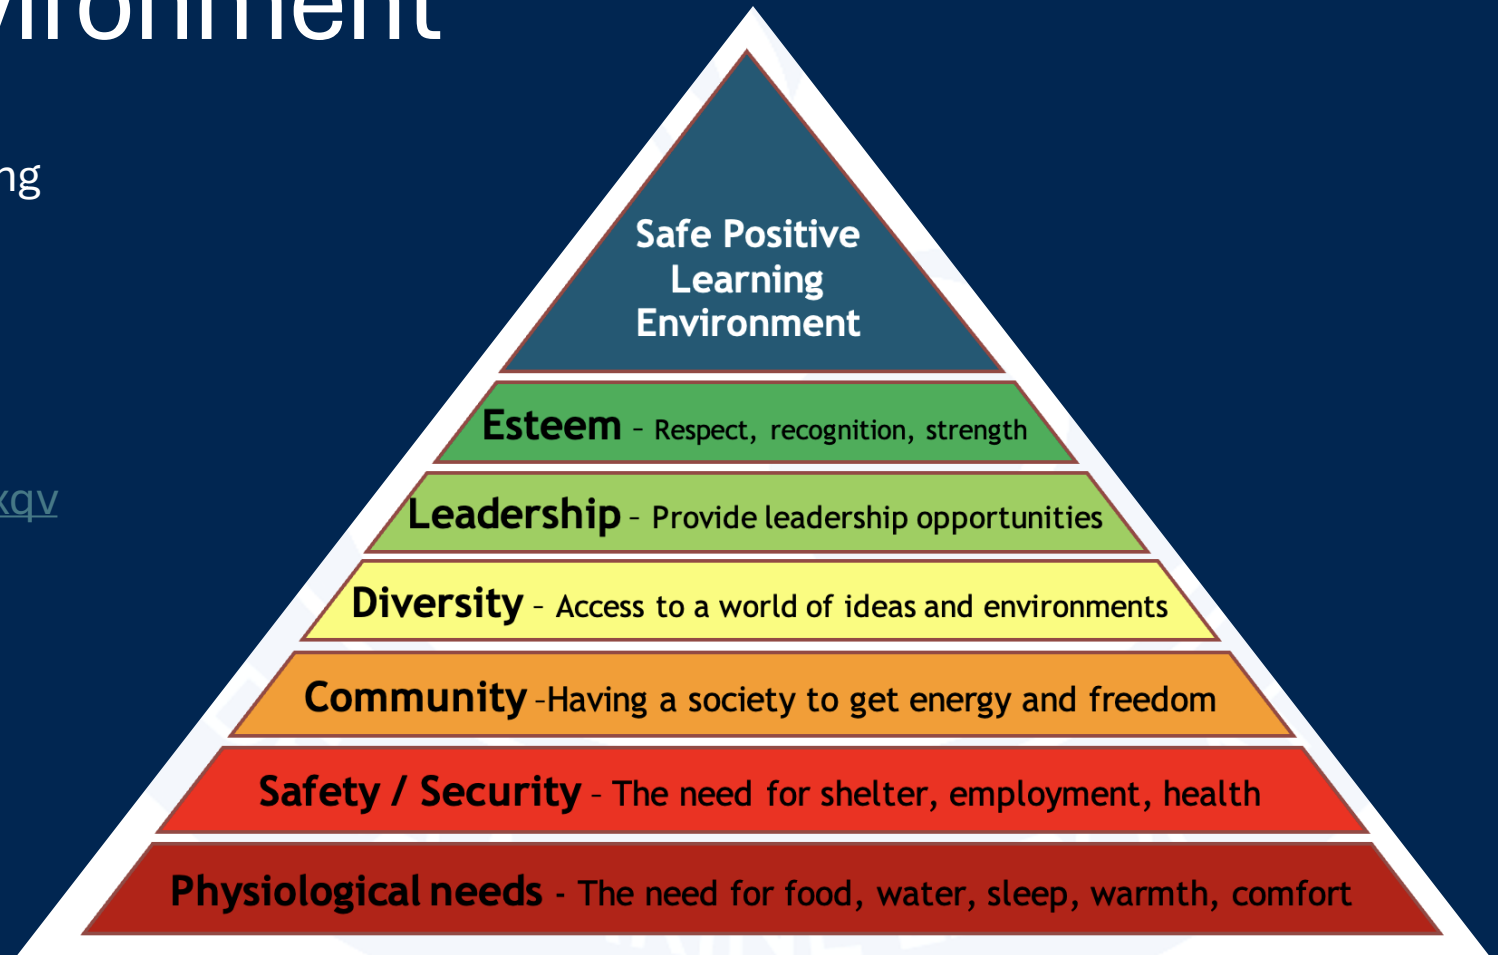 vironment
ng
xqv
Safe Positive
Learning
Environment
Esteem – Respect, recognition, strength
Leadership – Provide leadership opportunities
Diversity – Access to a world of ideas and environments
Community –Having a society to get energy and freedom
Safety / Security – The need for shelter, employment, health
Physiological needs - The need for food, water, sleep, warmth, comfort